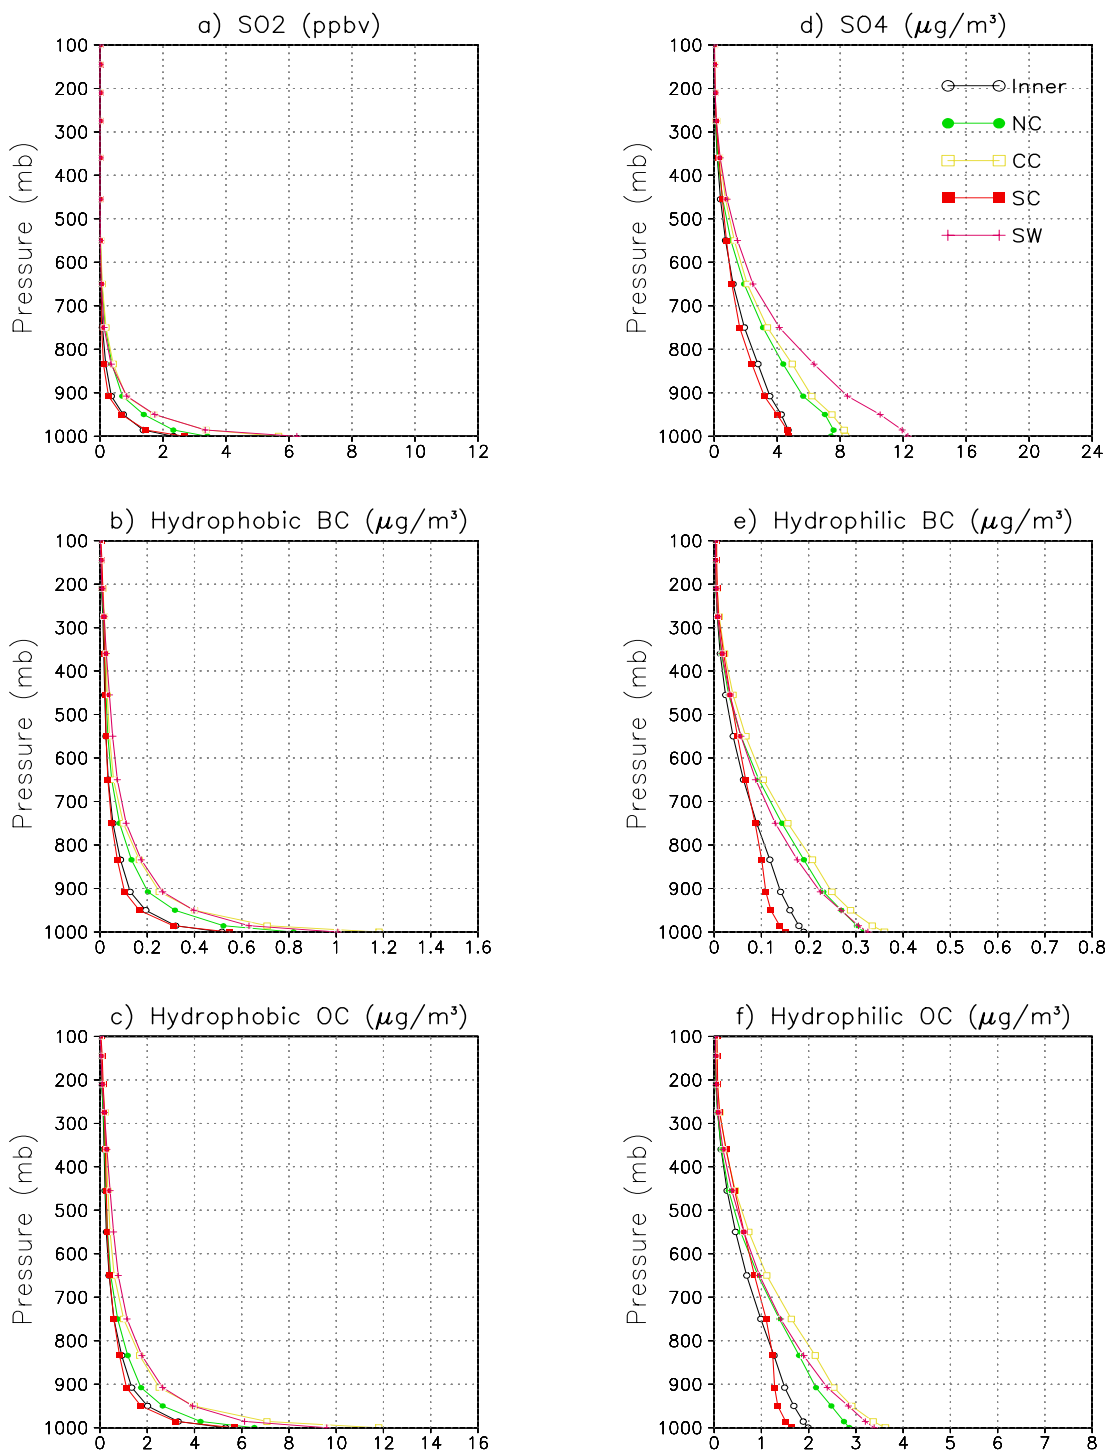 a) SO2 (ppbv)
100
200
300
400
500
600
700
800
900
1000
Pressure (mb)
0 2 4 6 8 10 12
d) SO4 (μg/m³)
100
200
300
400
500
600
700
800
900
1000
Pressure (mb)
Inner
NC
CC
SC
SW
0 4 8 12 16 20 24
b) Hydrophobic BC (μg/m³)
100
200
300
400
500
600
700
800
900
1000
Pressure (mb)
0 0.2 0.4 0.6 0.8 1 1.2 1.4 1.6
e) Hydrophilic BC (μg/m³)
100
200
300
400
500
600
700
800
900
1000
Pressure (mb)
0 0.1 0.2 0.3 0.4 0.5 0.6 0.7 0.8
c) Hydrophobic OC (μg/m³)
100
200
300
400
500
600
700
800
900
1000
Pressure (mb)
0 2 4 6 8 10 12 14 16
f) Hydrophilic OC (μg/m³)
100
200
300
400
500
600
700
800
900
1000
Pressure (mb)
0 1 2 3 4 5 6 7 8